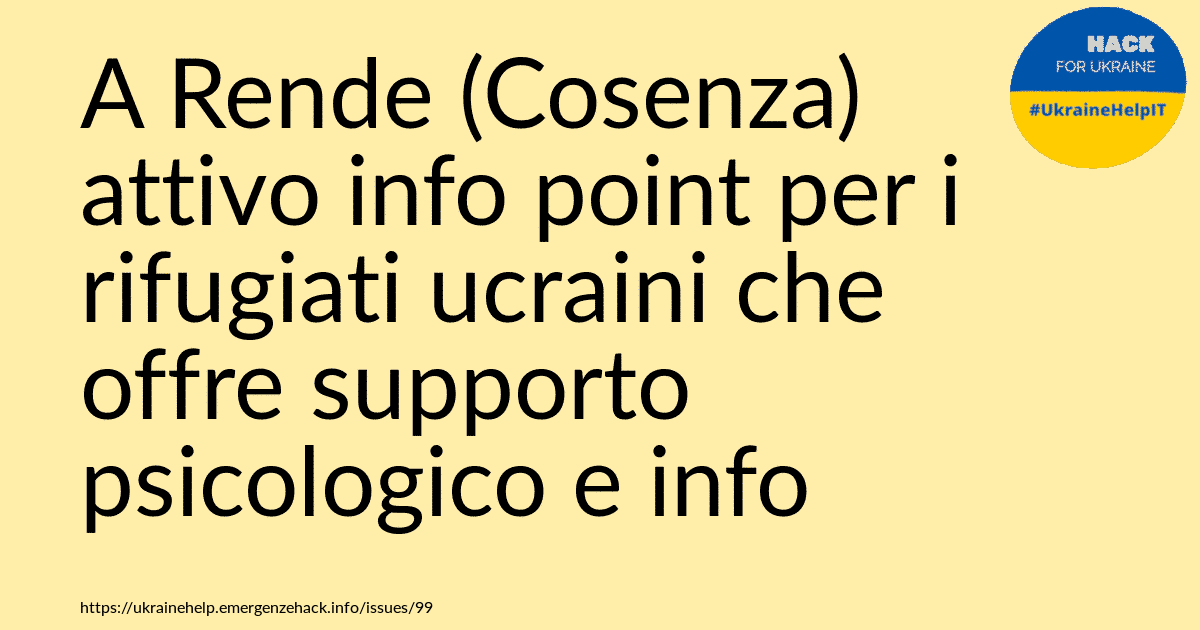 A Rende (Cosenza)
attivo info point per i
rifugiati ucraini che
offre supporto
psicologico e info
HACK
FOR UKRAINE
#UkraineHelpIT
https://ukrainehelp.emergenzehack.info/issues/99